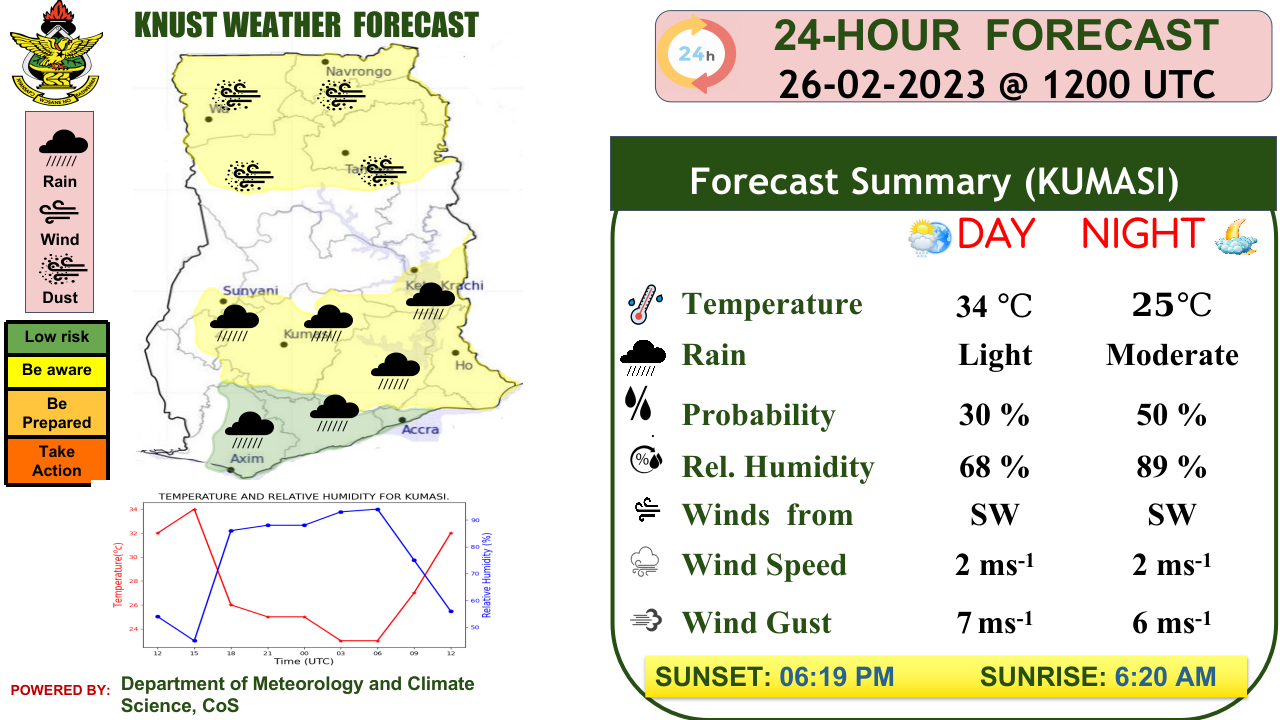 KNUST WEATHER  FORECAST
Rain
Wind
Dust
Low risk
Be aware
Be
Prepared
Take
Action
Navrongo
Wa
Sunyani
Kumasi
Ho
Accra
Axim
TEMPERATURE AND RELATIVE HUMIDITY FOR KUMASI.
Temperature(°c)
34
32
30
28
26
24
Relative Humidity (%)
90
80
70
60
50
12 15 18 21 00 03 06 09 12
Time (UTC)
POWERED BY: Department of Meteorology and Climate
Science, CoS
24h
24-HOUR  FORECAST
26-02-2023 @ 1200 UTC
Forecast Summary (KUMASI)
DAY NIGHT
Temperature 34 °C 25°C
Rain Light Moderate
Probability 30 % 50 %
Rel. Humidity 68 % 89 %
Winds  from SW SW
Wind Speed 2 ms-1 2 ms-1
Wind Gust 7 ms-1 6 ms-1
SUNSET: 06:19 PM SUNRISE: 6:20 AM